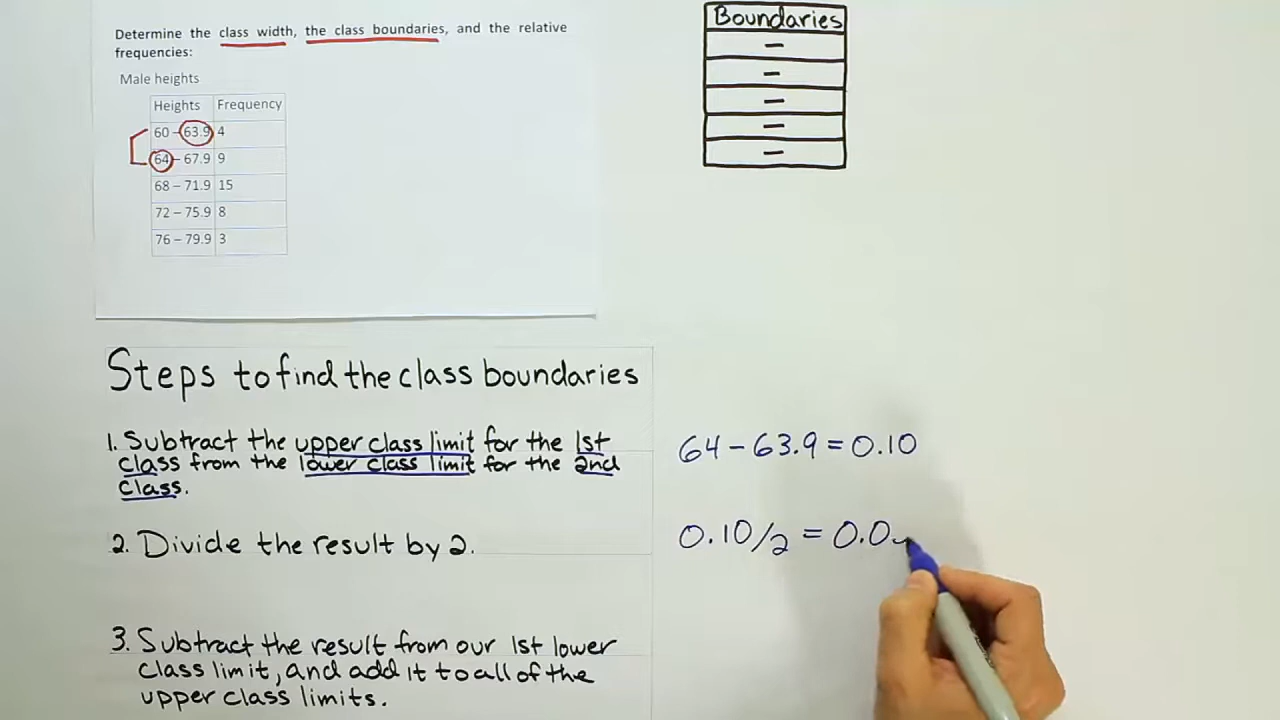 Determine the class width, the class boundaries, and the relative
frequencies:
Male heights
Heights Frequency
60 – 63.9 4
64 – 67.9 9
68 – 71.9 15
72 – 75.9 8
76 – 79.9 3
Boundaries
–
–
–
–
–
Steps to find the class boundaries
1. Subtract the upper class limit for the 1st
class from the lower class limit for the 2nd
class.
64 – 63.9 = 0.10
2. Divide the result by 2.
0.10/2 = 0.0
3. Subtract the result from our 1st lower
class limit, and add it to all of the
upper class limits.